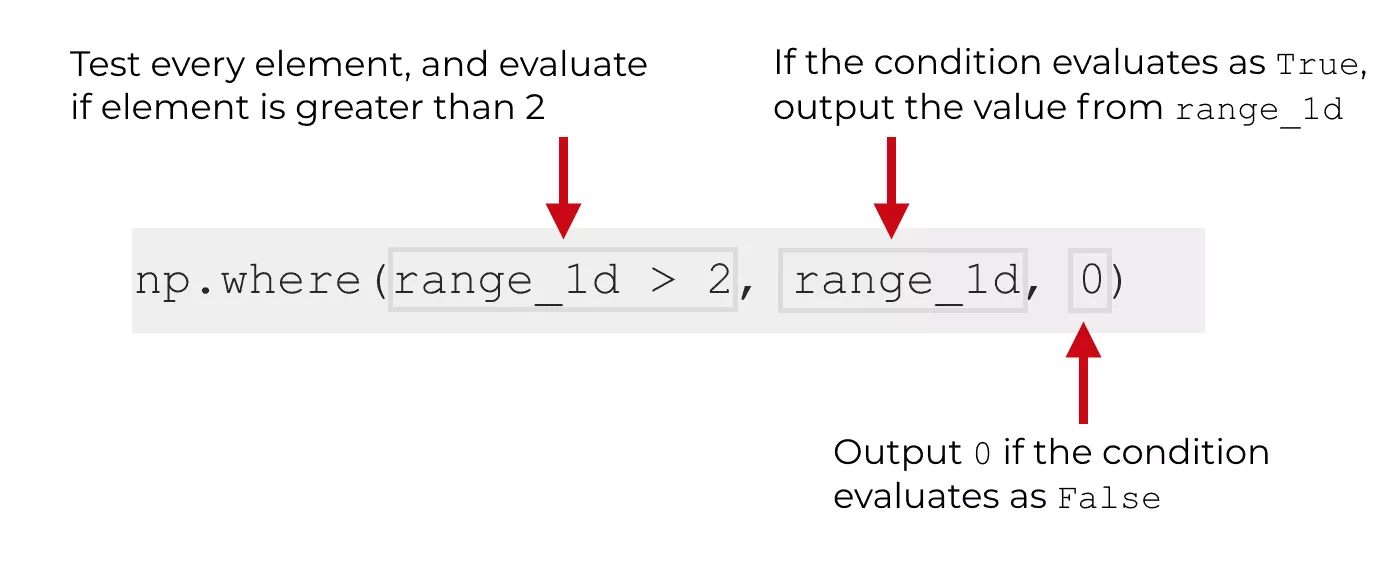 Test every element, and evaluate
if element is greater than 2
If the condition evaluates as True,
output the value from range_1d
np.where(range_1d > 2, range_1d, 0)
Output 0 if the condition
evaluates as False